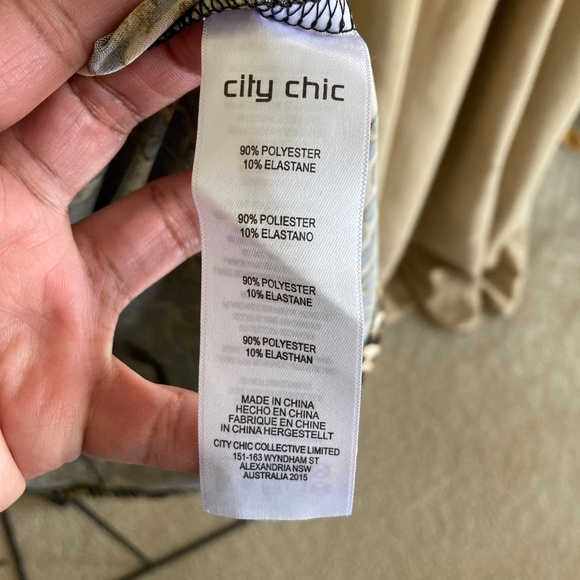 city chic
90% POLYESTER
10% ELASTANE
90% POLIESTER
10% ELASTANO
90% POLYESTER
10% ELASTANE
90% POLYESTER
10% ELASTHAN
MADE IN CHINA
HECHO EN CHINA
FABRIQUE EN CHINE
IN CHINA HERGESTELLT
CITY CHIC COLLECTIVE LIMITED
151-163 WYNDHAM ST
ALEXANDRIA NSW
AUSTRALIA 2015